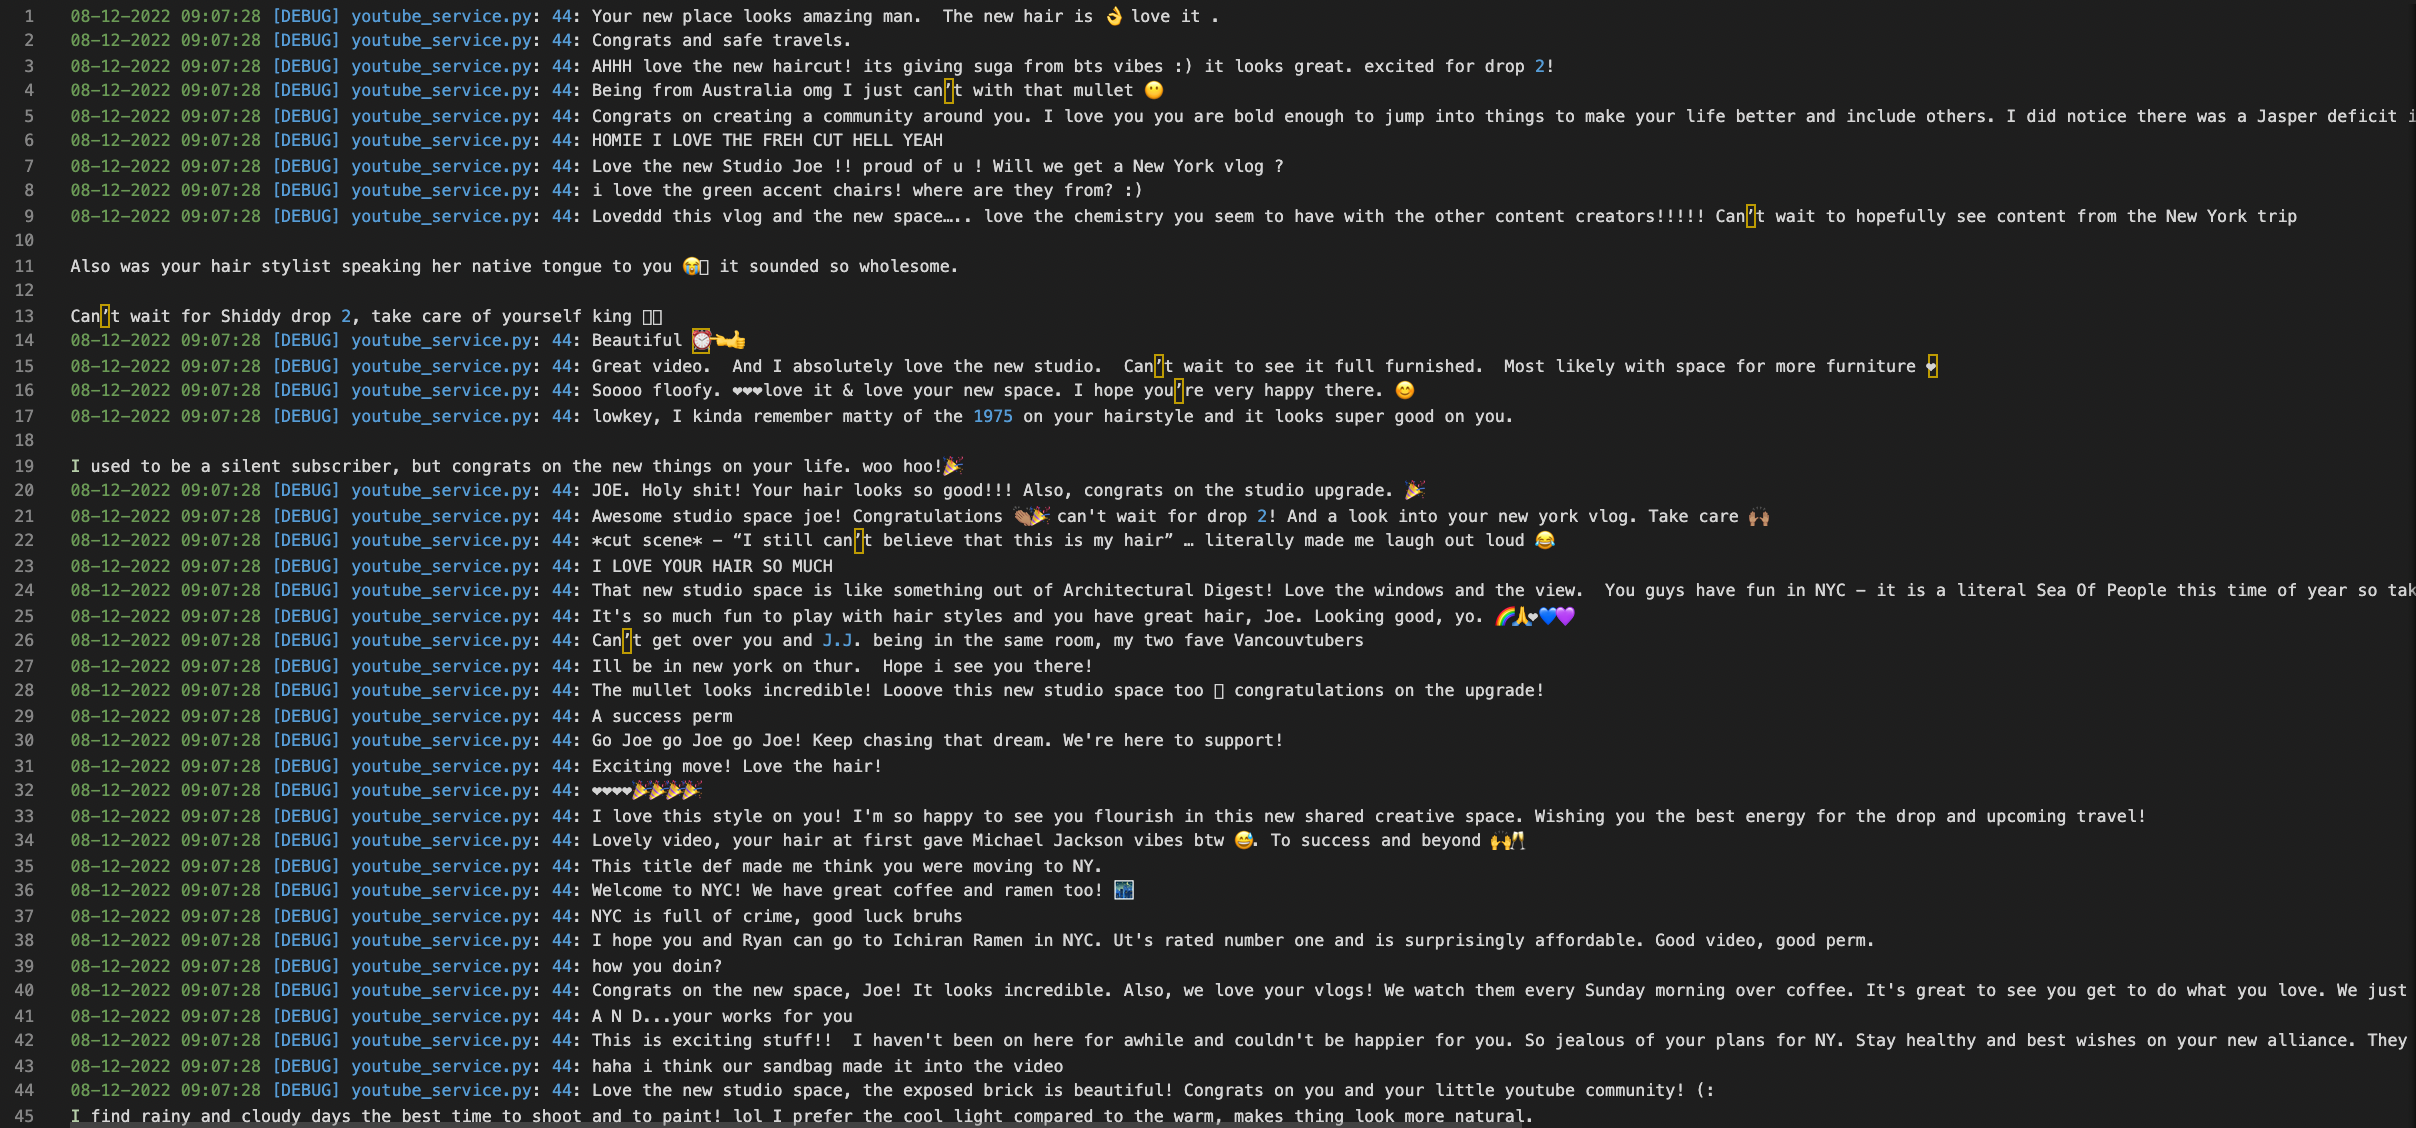 1 08-12-2022 09:07:28 [DEBUG] youtube_service.py: 44: Your new place looks amazing man.  The new hair is 👌 love it .
2 08-12-2022 09:07:28 [DEBUG] youtube_service.py: 44: Congrats and safe travels.
3 08-12-2022 09:07:28 [DEBUG] youtube_service.py: 44: AHHH love the new haircut! its giving suga from bts vibes :) it looks great. excited for drop 2!
4 08-12-2022 09:07:28 [DEBUG] youtube_service.py: 44: Being from Australia omg I just can’t with that mullet 😶
5 08-12-2022 09:07:28 [DEBUG] youtube_service.py: 44: Congrats on creating a community around you. I love you you are bold enough to jump into things to make your life better and include others. I did notice there was a Jasper deficit i
6 08-12-2022 09:07:28 [DEBUG] youtube_service.py: 44: HOMIE I LOVE THE FREH CUT HELL YEAH
7 08-12-2022 09:07:28 [DEBUG] youtube_service.py: 44: Love the new Studio Joe !! proud of u ! Will we get a New York vlog ?
8 08-12-2022 09:07:28 [DEBUG] youtube_service.py: 44: i love the green accent chairs! where are they from? :)
9 08-12-2022 09:07:28 [DEBUG] youtube_service.py: 44: Loveddd this vlog and the new space….. love the chemistry you seem to have with the other content creators!!!!! Can’t wait to hopefully see content from the New York trip
10
11 Also was your hair stylist speaking her native tongue to you 😭 it sounded so wholesome.
12
13 Can’t wait for Shiddy drop 2, take care of yourself king
14 08-12-2022 09:07:28 [DEBUG] youtube_service.py: 44: Beautiful ⏰👍
15 08-12-2022 09:07:28 [DEBUG] youtube_service.py: 44: Great video.  And I absolutely love the new studio.  Can’t wait to see it full furnished.  Most likely with space for more furniture ❤
16 08-12-2022 09:07:28 [DEBUG] youtube_service.py: 44: Soooo floofy. ❤❤❤love it & love your new space. I hope you’re very happy there. 😊
17 08-12-2022 09:07:28 [DEBUG] youtube_service.py: 44: lowkey, I kinda remember matty of the 1975 on your hairstyle and it looks super good on you.
18
19 I used to be a silent subscriber, but congrats on the new things on your life. woo hoo!🎉
20 08-12-2022 09:07:28 [DEBUG] youtube_service.py: 44: JOE. Holy shit! Your hair looks so good!!! Also, congrats on the studio upgrade. 🎉
21 08-12-2022 09:07:28 [DEBUG] youtube_service.py: 44: Awesome studio space joe! Congratulations 👏🏽🎉 can't wait for drop 2! And a look into your new york vlog. Take care 🙌🏽
22 08-12-2022 09:07:28 [DEBUG] youtube_service.py: 44: *cut scene* – “I still can’t believe that this is my hair” … literally made me laugh out loud 😂
23 08-12-2022 09:07:28 [DEBUG] youtube_service.py: 44: I LOVE YOUR HAIR SO MUCH
24 08-12-2022 09:07:28 [DEBUG] youtube_service.py: 44: That new studio space is like something out of Architectural Digest! Love the windows and the view.  You guys have fun in NYC – it is a literal Sea Of People this time of year so tak
25 08-12-2022 09:07:28 [DEBUG] youtube_service.py: 44: It's so much fun to play with hair styles and you have great hair, Joe. Looking good, yo. 🌈🙏❤💙💜
26 08-12-2022 09:07:28 [DEBUG] youtube_service.py: 44: Can’t get over you and J.J. being in the same room, my two fave Vancouvtubers
27 08-12-2022 09:07:28 [DEBUG] youtube_service.py: 44: Ill be in new york on thur.  Hope i see you there!
28 08-12-2022 09:07:28 [DEBUG] youtube_service.py: 44: The mullet looks incredible! Looove this new studio space too congratulations on the upgrade!
29 08-12-2022 09:07:28 [DEBUG] youtube_service.py: 44: A success perm
30 08-12-2022 09:07:28 [DEBUG] youtube_service.py: 44: Go Joe go Joe go Joe! Keep chasing that dream. We're here to support!
31 08-12-2022 09:07:28 [DEBUG] youtube_service.py: 44: Exciting move! Love the hair!
32 08-12-2022 09:07:28 [DEBUG] youtube_service.py: 44: ❤❤❤❤🎉🎉🎉🎉
33 08-12-2022 09:07:28 [DEBUG] youtube_service.py: 44: I love this style on you! I'm so happy to see you flourish in this new shared creative space. Wishing you the best energy for the drop and upcoming travel!
34 08-12-2022 09:07:28 [DEBUG] youtube_service.py: 44: Lovely video, your hair at first gave Michael Jackson vibes btw 😅. To success and beyond 🙌🥂
35 08-12-2022 09:07:28 [DEBUG] youtube_service.py: 44: This title def made me think you were moving to NY.
36 08-12-2022 09:07:28 [DEBUG] youtube_service.py: 44: Welcome to NYC! We have great coffee and ramen too! 🌃
37 08-12-2022 09:07:28 [DEBUG] youtube_service.py: 44: NYC is full of crime, good luck bruhs
38 08-12-2022 09:07:28 [DEBUG] youtube_service.py: 44: I hope you and Ryan can go to Ichiran Ramen in NYC. Ut's rated number one and is surprisingly affordable. Good video, good perm.
39 08-12-2022 09:07:28 [DEBUG] youtube_service.py: 44: how you doin?
40 08-12-2022 09:07:28 [DEBUG] youtube_service.py: 44: Congrats on the new space, Joe! It looks incredible. Also, we love your vlogs! We watch them every Sunday morning over coffee. It's great to see you get to do what you love. We just
41 08-12-2022 09:07:28 [DEBUG] youtube_service.py: 44: A N D...your works for you
42 08-12-2022 09:07:28 [DEBUG] youtube_service.py: 44: This is exciting stuff!!  I haven't been on here for awhile and couldn't be happier for you. So jealous of your plans for NY. Stay healthy and best wishes on your new alliance. They
43 08-12-2022 09:07:28 [DEBUG] youtube_service.py: 44: haha i think our sandbag made it into the video
44 08-12-2022 09:07:28 [DEBUG] youtube_service.py: 44: Love the new studio space, the exposed brick is beautiful! Congrats on you and your little youtube community! (:
45 I find rainy and cloudy days the best time to shoot and to paint! lol I prefer the cool light compared to the warm, makes thing look more natural.